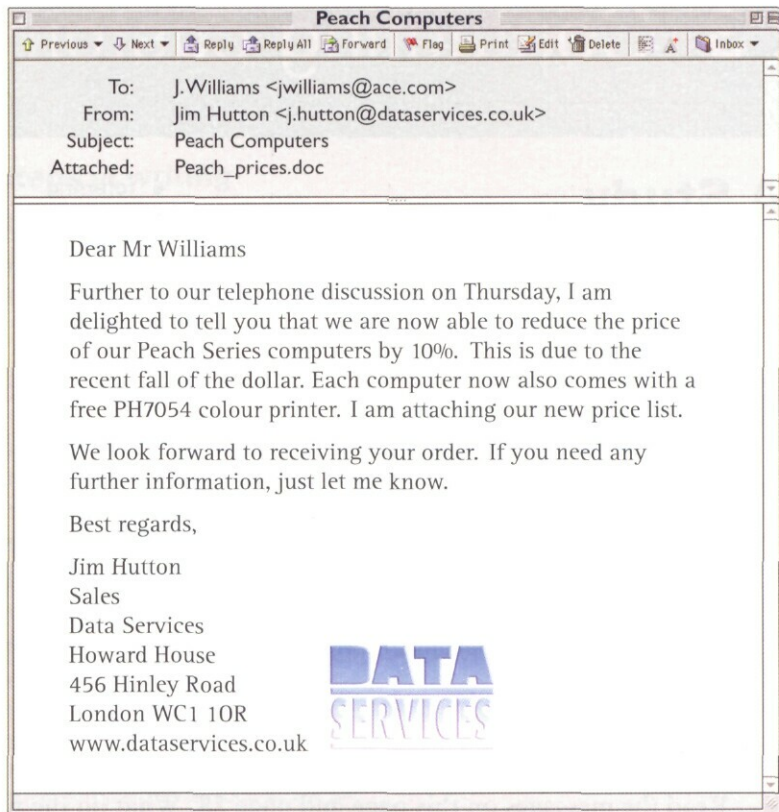 Peach Computers
Previous Next Reply Reply All Forward Flag Print Edit Delete Inbox
To: J.Williams <jwilliams@ace.com>
From: Jim Hutton <j.hutton@dataservices.co.uk>
Subject: Peach Computers
Attached: Peach_prices.doc
Dear Mr Williams
Further to our telephone discussion on Thursday, I am
delighted to tell you that we are now able to reduce the price
of our Peach Series computers by 10%. This is due to the
recent fall of the dollar. Each computer now also comes with a
free PH7054 colour printer. I am attaching our new price list.
We look forward to receiving your order. If you need any
further information, just let me know.
Best regards,
Jim Hutton
Sales
Data Services
Howard House
456 Hinley Road
London WC1 1OR
www.dataservices.co.uk
DATA
SERVICES